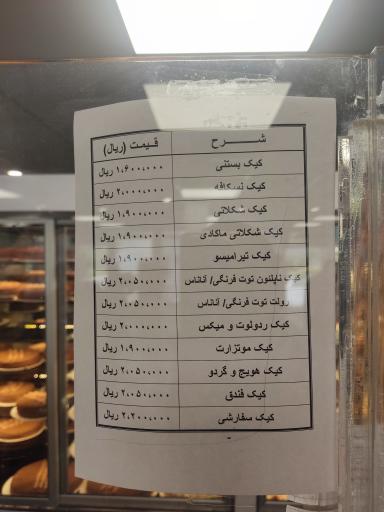 شـــــرح قـیمت (ریال)
کیک بستنی ۱،۶۰۰،۰۰۰ ریال
کیک نسکافه ۲،۰۰۰،۰۰۰ ریال
کیک شکلاتی ۱،۹۰۰،۰۰۰ ریال
کیک شکلاتی ماکادی ۱،۹۰۰،۰۰۰ ریال
کیک تیرامیسو ۱،۹۰۰،۰۰۰ ریال
کیک ناپلئون توت فرنگی/ آناناس ۲،۰۵۰،۰۰۰ ریال
رولت توت فرنگی/ آناناس ۲،۰۵۰،۰۰۰ ریال
کیک ردولوت و میکس ۲،۰۰۰،۰۰۰ ریال
کیک موتزارت ۱،۹۰۰،۰۰۰ ریال
کیک هویج و گردو ۲،۰۵۰،۰۰۰ ریال
کیک فندق ۲،۰۵۰،۰۰۰ ریال
کیک سفارشی ۲،۲۰۰،۰۰۰ ریال